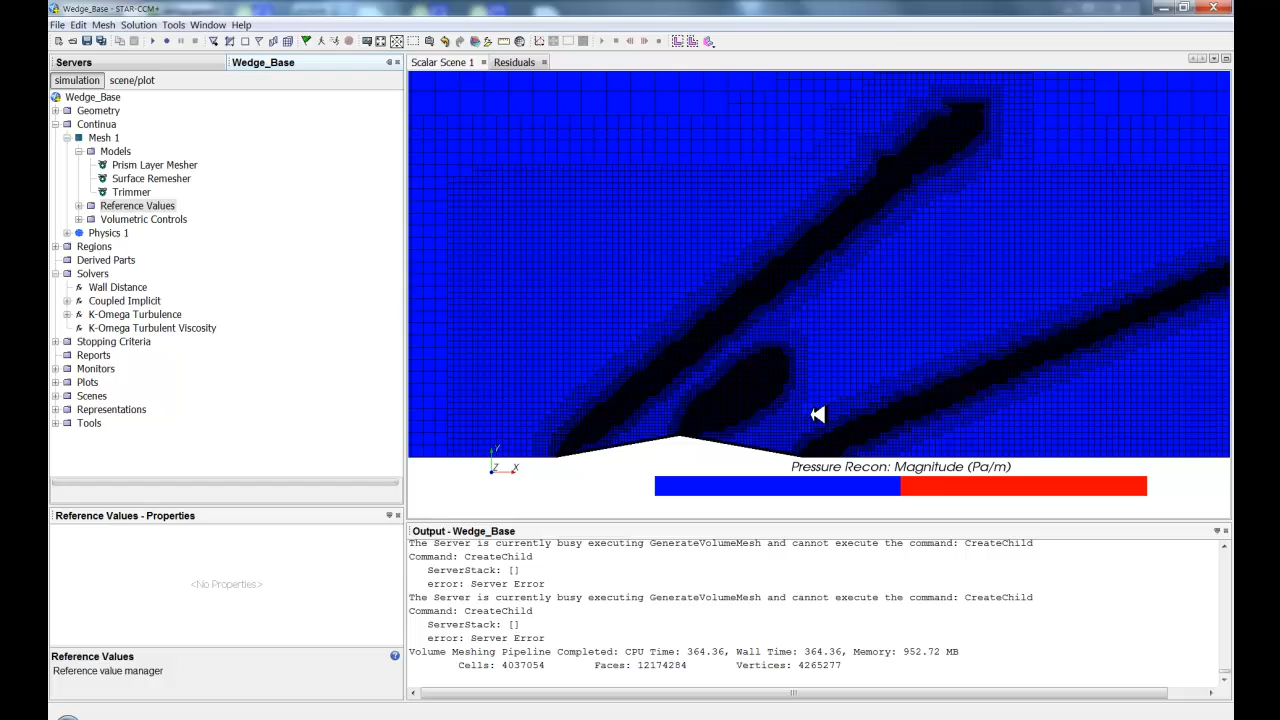 Wedge_Base - STAR-CCM+
File Edit Mesh Solution Tools Window Help
Servers
Wedge_Base
simulation scene/plot
Wedge_Base
Geometry
Continua
Mesh 1
Models
Prism Layer Mesher
Surface Remesher
Trimmer
Reference Values
Volumetric Controls
Physics 1
Regions
Derived Parts
Solvers
Wall Distance
Coupled Implicit
K-Omega Turbulence
K-Omega Turbulent Viscosity
Stopping Criteria
Reports
Monitors
Plots
Scenes
Representations
Tools
Reference Values - Properties
<No Properties>
Reference Values
Reference value manager
Scalar Scene 1
Residuals
Y
Z X
Pressure Recon: Magnitude (Pa/m)
Output - Wedge_Base
The Server is currently busy executing GenerateVolumeMesh and cannot execute the command: CreateChild
Command: CreateChild
ServerStack: []
error: Server Error
The Server is currently busy executing GenerateVolumeMesh and cannot execute the command: CreateChild
Command: CreateChild
ServerStack: []
error: Server Error
Volume Meshing Pipeline Completed: CPU Time: 364.36, Wall Time: 364.36, Memory: 952.72 MB
Cells: 4037054 Faces: 12174284 Vertices: 4265277